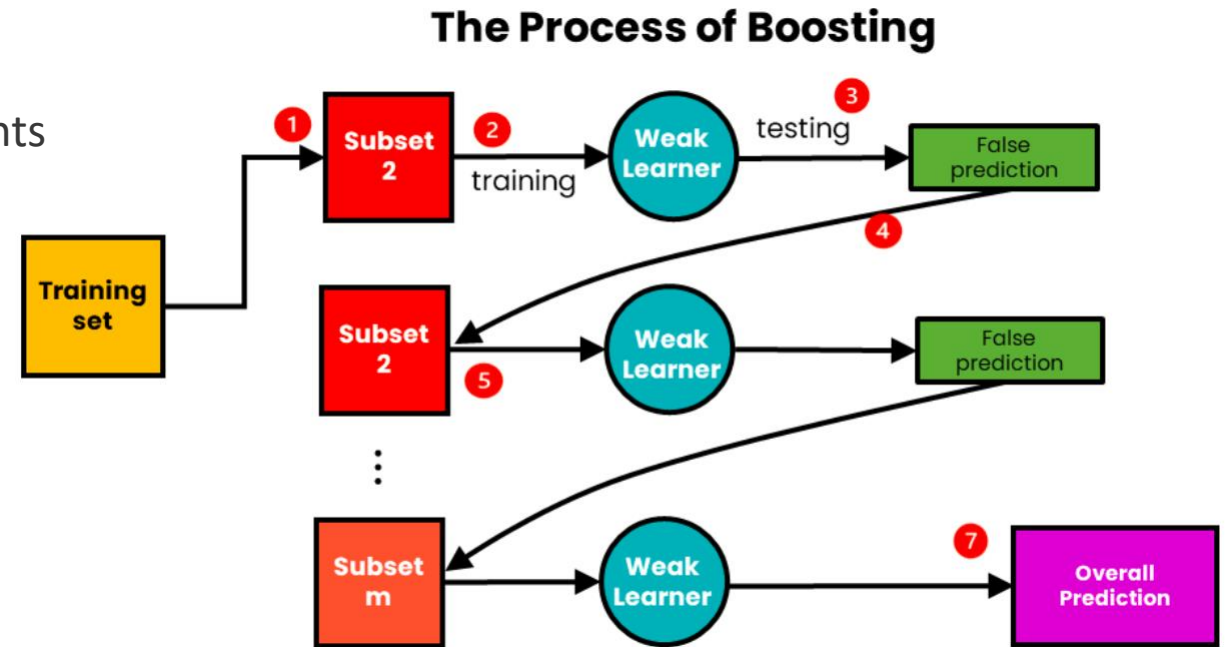 The Process of Boosting
nts
1
Subset
2
2
training
Weak
Learner
testing
3
False
prediction
4
Training
set
Subset
2
5
Weak
Learner
False
prediction
⋮
Subset
m
Weak
Learner
7
Overall
Prediction